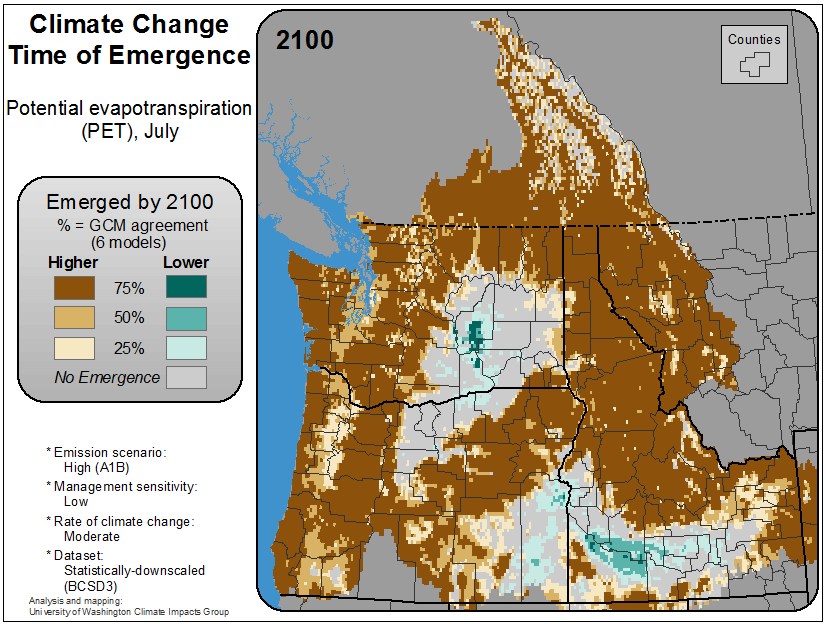 Climate Change
Time of Emergence
Potential evapotranspiration
(PET), July
Emerged by 2100
% = GCM agreement
(6 models)
Higher Lower
75%
50%
25%
No Emergence
* Emission scenario:
High (A1B)
* Management sensitivity:
Low
* Rate of climate change:
Moderate
* Dataset:
Statistically-downscaled
(BCSD3)
Analysis and mapping:
University of Washington Climate Impacts Group
2100
Counties